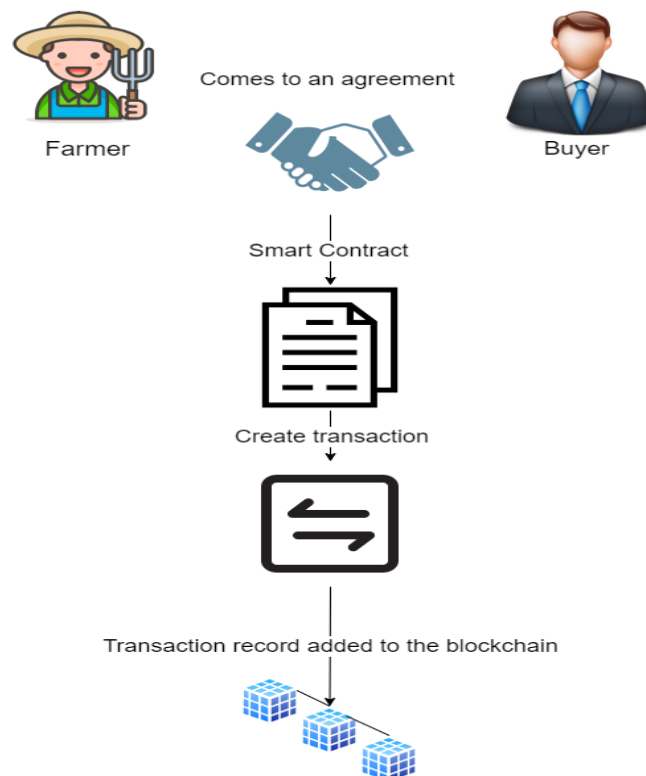 Comes to an agreement
Farmer
Buyer
Smart Contract
Create transaction
Transaction record added to the blockchain